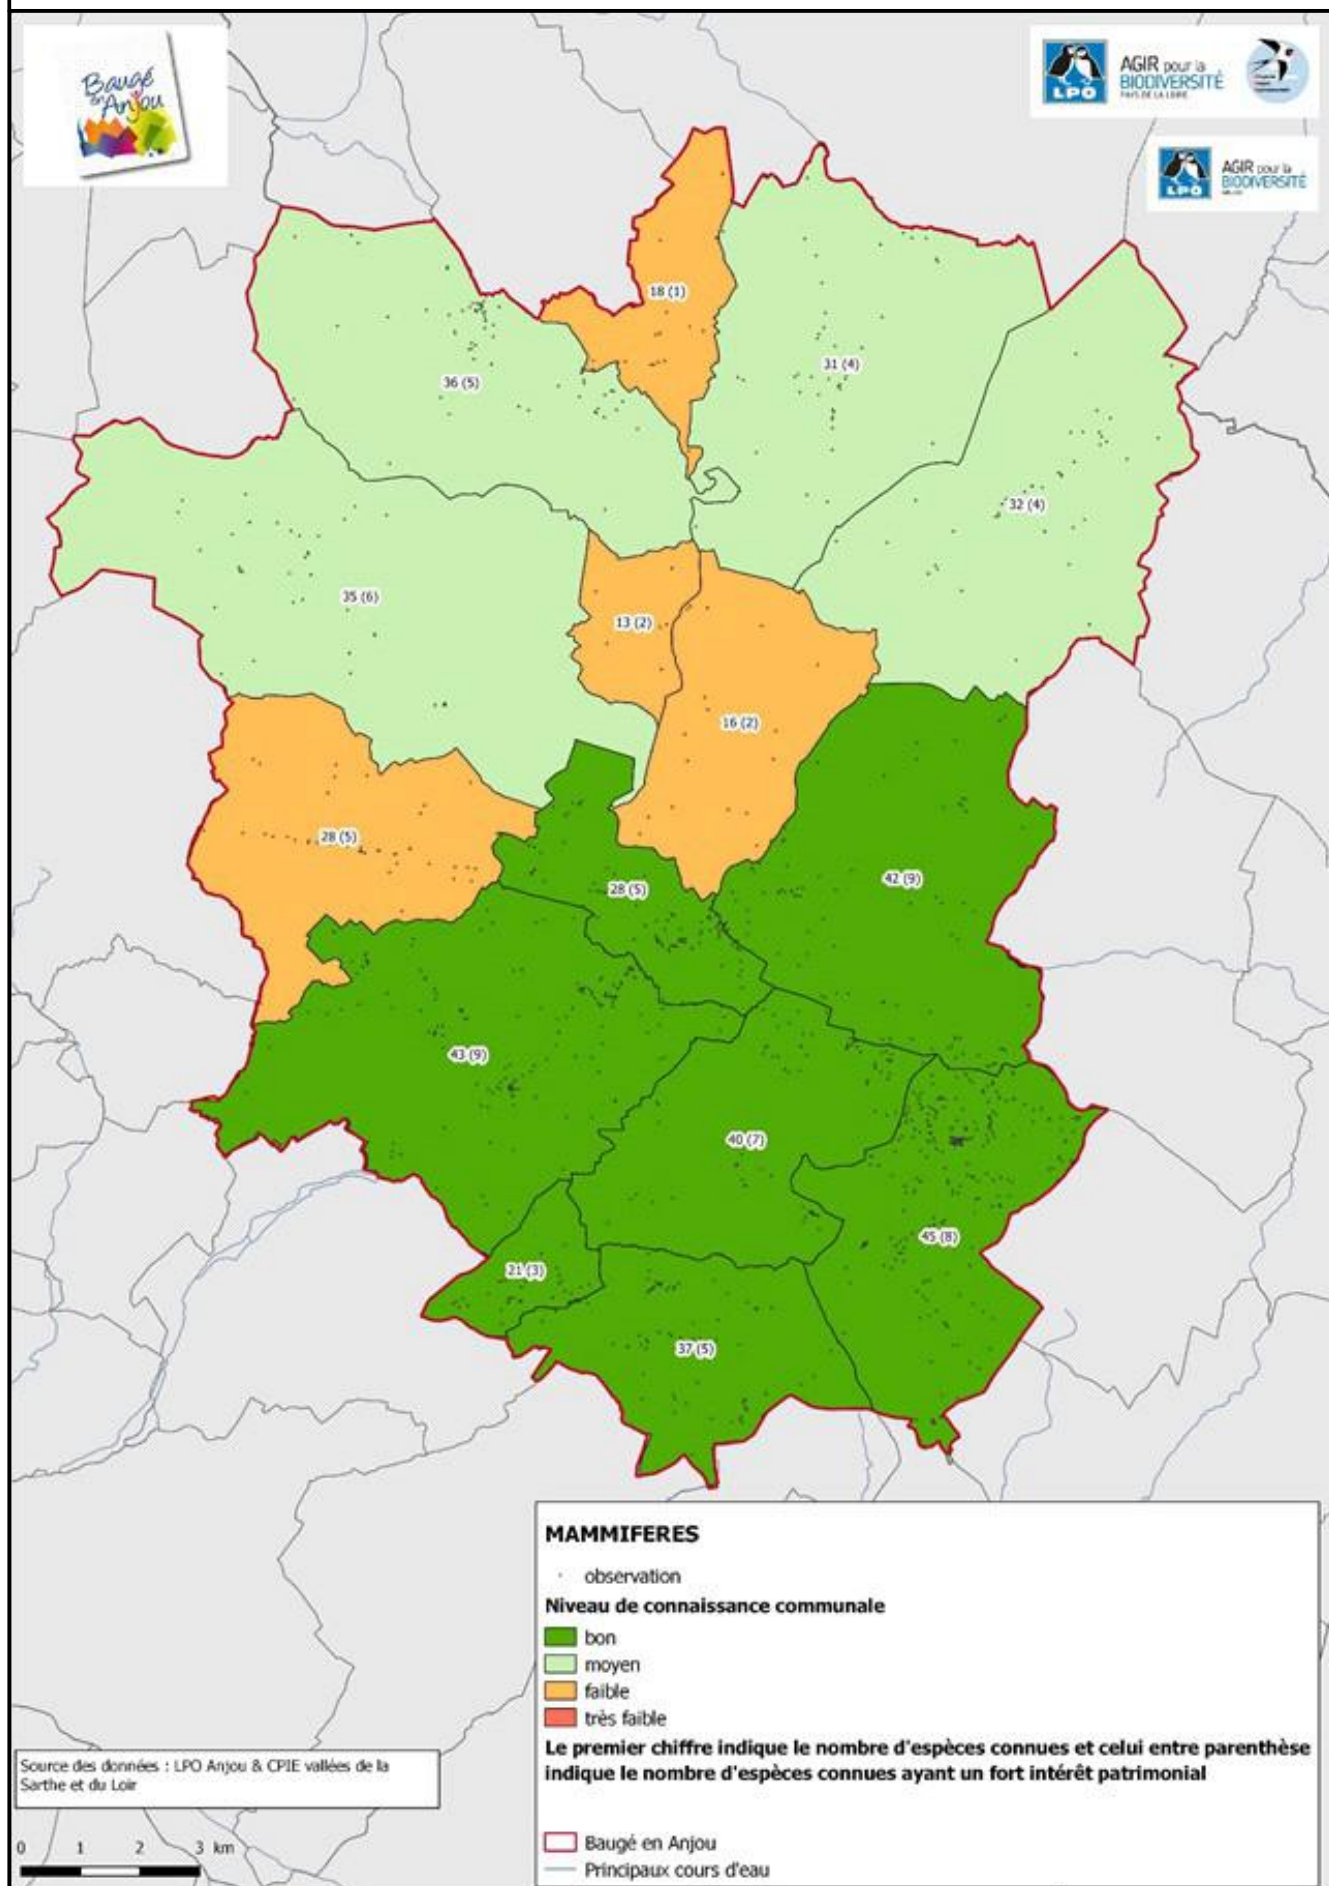 Baugé
en Anjou
LPO
AGIR pour la
BIODIVERSITÉ
PAYS DE LA LOIRE
LPO
AGIR pour la
BIODIVERSITÉ
18 (1)
36 (5)
31 (4)
32 (4)
35 (6)
13 (2)
16 (2)
28 (5)
28 (5)
42 (9)
43 (9)
40 (7)
45 (8)
21 (3)
37 (5)
MAMMIFERES
observation
Niveau de connaissance communale
bon
moyen
faible
très faible
Le premier chiffre indique le nombre d'espèces connues et celui entre parenthèse
indique le nombre d'espèces connues ayant un fort intérêt patrimonial
Baugé en Anjou
Principaux cours d'eau
Source des données : LPO Anjou & CPIE vallées de la
Sarthe et du Loir
0 1 2 3 km